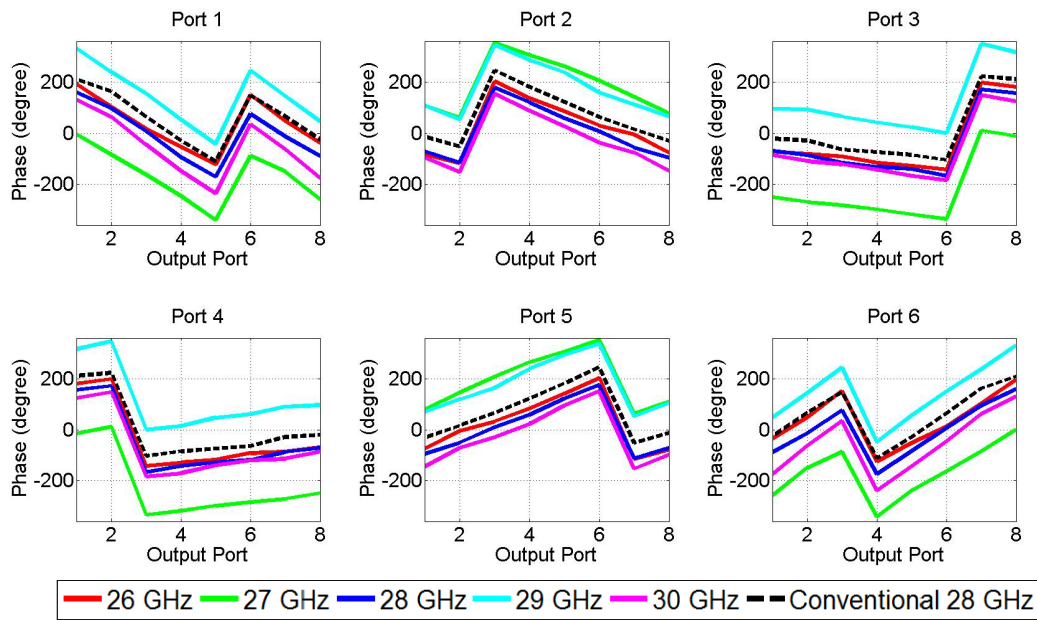 Port 1
Port 2
Port 3
Phase (degree)
200
0
-200
2 4 6 8
Output Port
Phase (degree)
200
0
-200
2 4 6 8
Output Port
Phase (degree)
200
0
-200
2 4 6 8
Output Port
Port 4
Port 5
Port 6
Phase (degree)
200
0
-200
2 4 6 8
Output Port
Phase (degree)
200
0
-200
2 4 6 8
Output Port
Phase (degree)
200
0
-200
2 4 6 8
Output Port
26 GHz 27 GHz 28 GHz 29 GHz 30 GHz Conventional 28 GHz